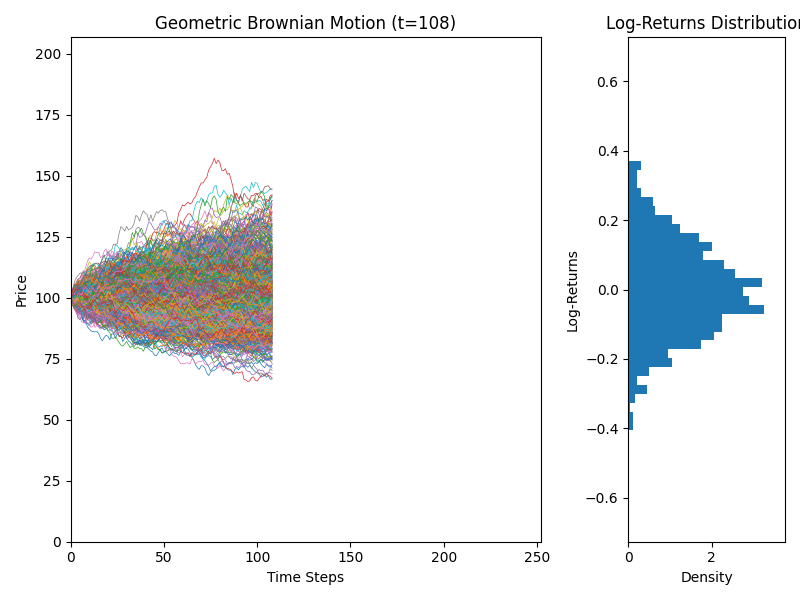 Geometric Brownian Motion (t=108)
Log-Returns Distribution
200
175
150
125
100
75
50
25
0
Price
0 50 100 150 200 250
Time Steps
0.6
0.4
0.2
0.0
−0.2
−0.4
−0.6
Log-Returns
0 2
Density